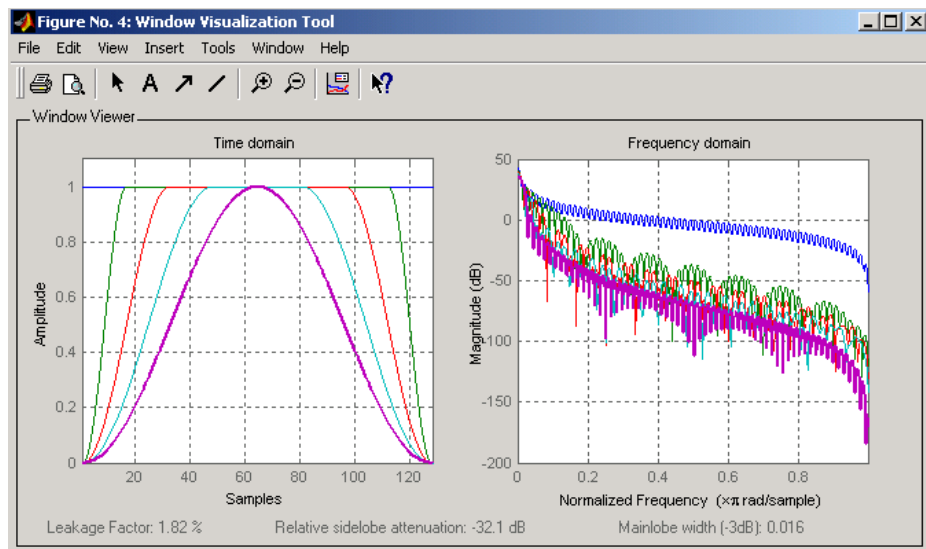 Figure No. 4: Window Visualization Tool
File Edit View Insert Tools Window Help
A
Window Viewer
Time domain
Amplitude
1
0.8
0.6
0.4
0.2
0
20 40 60 80 100 120
Samples
Frequency domain
Magnitude (dB)
50
0
-50
-100
-150
-200
0 0.2 0.4 0.6 0.8
Normalized Frequency (×π rad/sample)
Leakage Factor: 1.82 % Relative sidelobe attenuation: -32.1 dB Mainlobe width (-3dB): 0.016